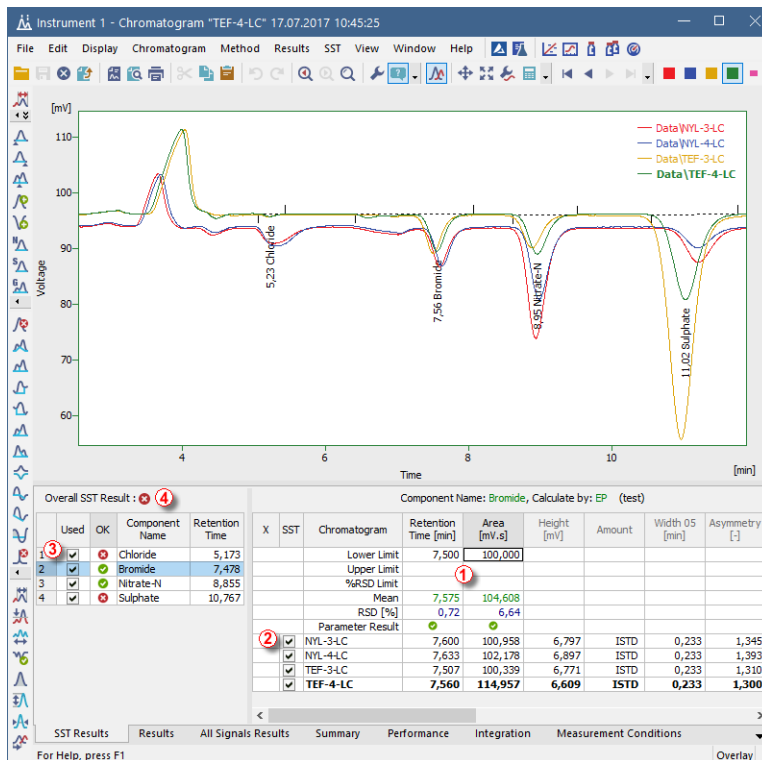 Instrument 1 - Chromatogram "TEF-4-LC" 17.07.2017 10:45:25
File Edit Display Chromatogram Method Results SST View Window Help
[mV]
110
100
90
80
70
60
Voltage
Data\NYL-3-LC
Data\NYL-4-LC
Data\TEF-3-LC
Data\TEF-4-LC
5,23 Chloride
7,56 Bromide
8,95 Nitrate-N
11,02 Sulphate
4 6 8 10
Time [min]
Overall SST Result : 4
Used OK Component Name Retention Time
3
1 Chloride 5,173
2 Bromide 7,478
3 Nitrate-N 8,855
4 Sulphate 10,767
Component Name: Bromide, Calculate by: EP (test)
X SST Chromatogram Retention Time [min] Area [mV.s] Height [mV] Amount Width 05 [min] Asymmetry [-]
Lower Limit 7,500 100,000
Upper Limit
1
%RSD Limit
Mean 7,575 104,608
RSD [%] 0,72 6,64
Parameter Result
2
NYL-3-LC 7,600 100,958 6,797 ISTD 0,233 1,345
NYL-4-LC 7,633 102,178 6,897 ISTD 0,233 1,393
TEF-3-LC 7,507 100,339 6,771 ISTD 0,233 1,310
TEF-4-LC 7,560 114,957 6,609 ISTD 0,233 1,300
SST Results Results All Signals Results Summary Performance Integration Measurement Conditions
For Help, press F1 Overlay